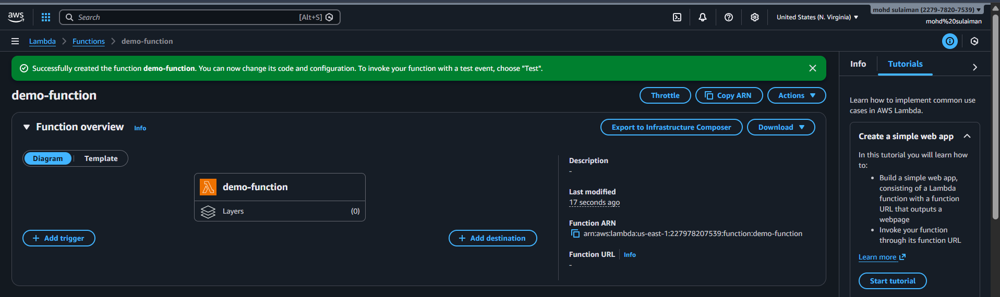 aws
Search
[Alt+S]
United States (N. Virginia)
mohd sulaiman (2279-7820-7539)
mohd%20sulaiman
Lambda
Functions
demo-function
Successfully created the function demo-function. You can now change its code and configuration. To invoke your function with a test event, choose "Test".
Info
Tutorials
demo-function
Throttle
Copy ARN
Actions
Learn how to implement common use
cases in AWS Lambda.
Function overview
Info
Export to Infrastructure Composer
Download
Diagram
Template
demo-function
Layers
(0)
+ Add trigger
+ Add destination
Description
-
Last modified
17 seconds ago
Function ARN
arn:aws:lambda:us-east-1:227978207539:function:demo-function
Function URL
Info
-
Create a simple web app
In this tutorial you will learn how
to:
• Build a simple web app,
consisting of a Lambda
function with a function
URL that outputs a
webpage
• Invoke your function
through its function URL
Learn more
Start tutorial